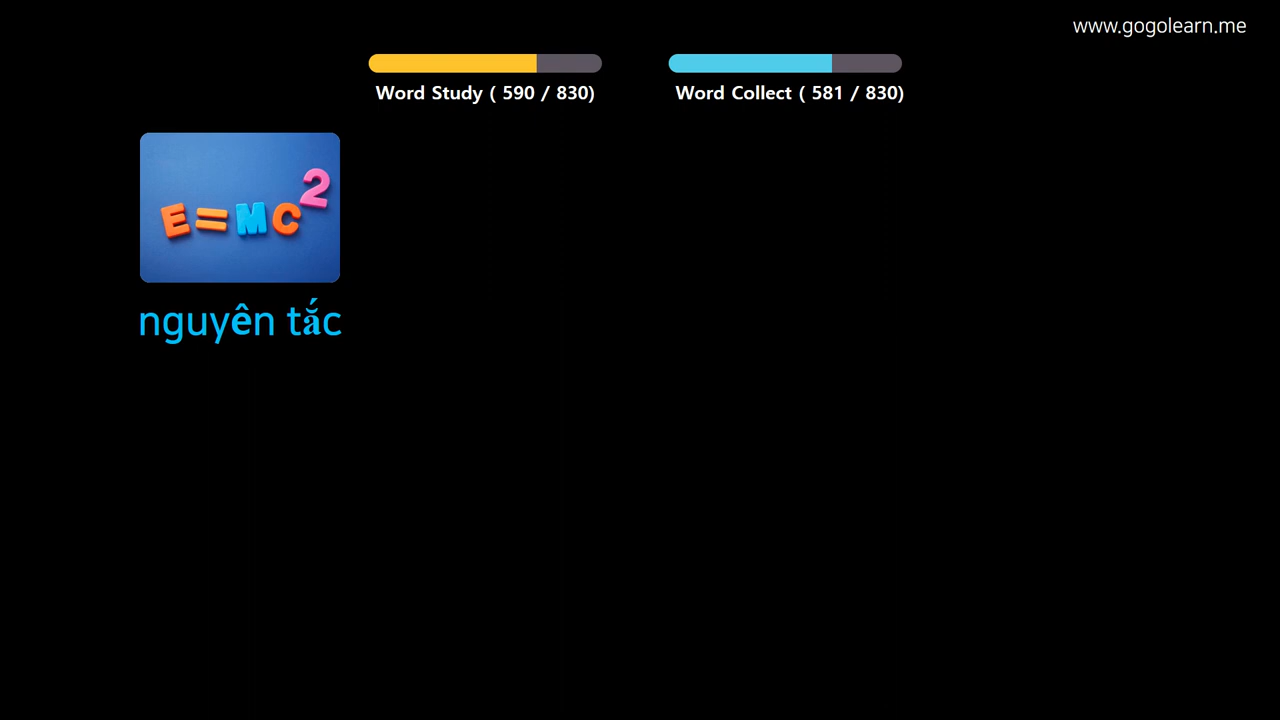 www.gogolearn.me
Word Study ( 590 / 830)
Word Collect ( 581 / 830)
E=MC²
nguyên tắc